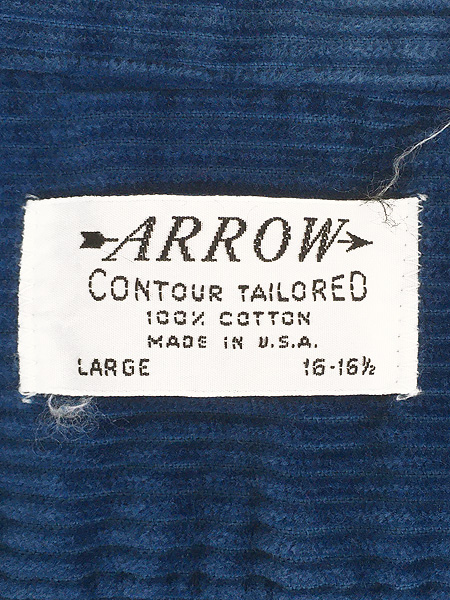 ARROW
CONTOUR TAILORED
100% COTTON
MADE IN U.S.A.
LARGE 16-16½